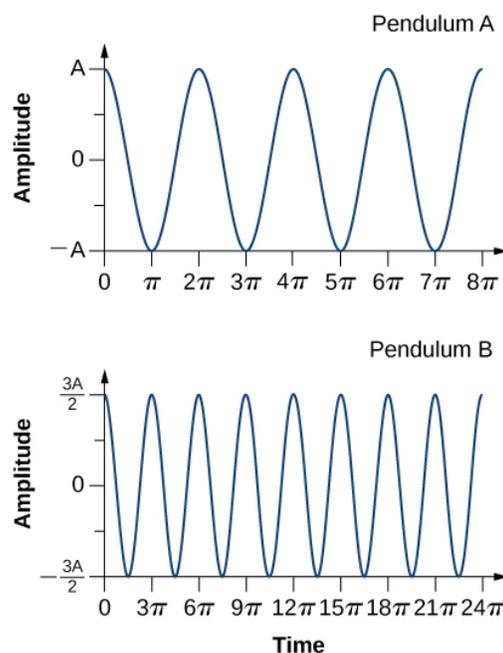 Pendulum A
Amplitude
A
0
−A
0 π 2π 3π 4π 5π 6π 7π 8π
Pendulum B
Amplitude
3A/2
0
−3A/2
0 3π 6π 9π 12π 15π 18π 21π 24π
Time